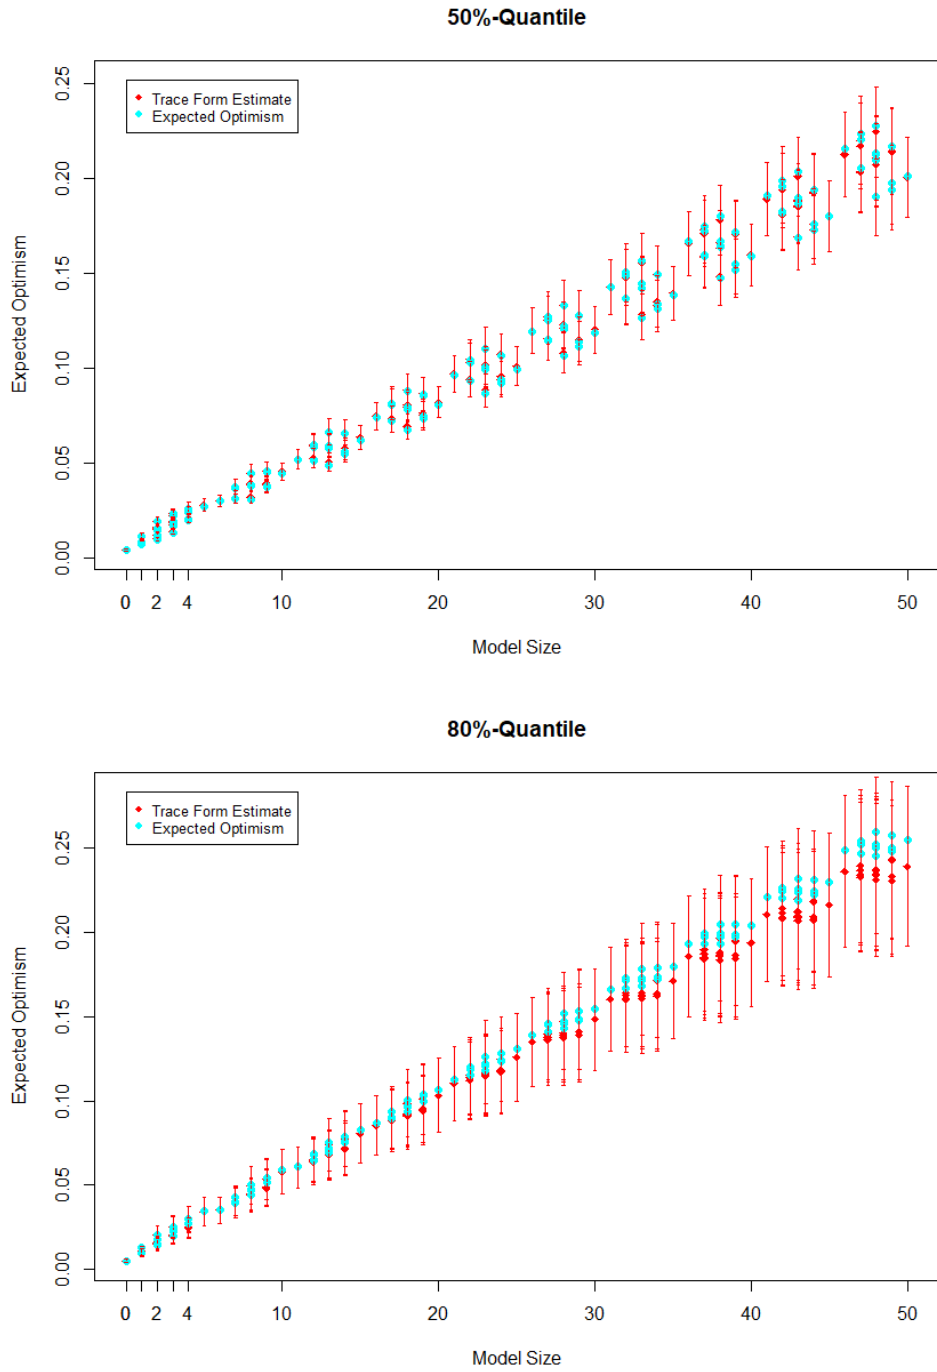 50%-Quantile
Trace Form Estimate
Expected Optimism
Expected Optimism
0.25
0.20
0.15
0.10
0.05
0.00
0 2 4 10 20 30 40 50
Model Size
80%-Quantile
Trace Form Estimate
Expected Optimism
Expected Optimism
0.25
0.20
0.15
0.10
0.05
0.00
0 2 4 10 20 30 40 50
Model Size